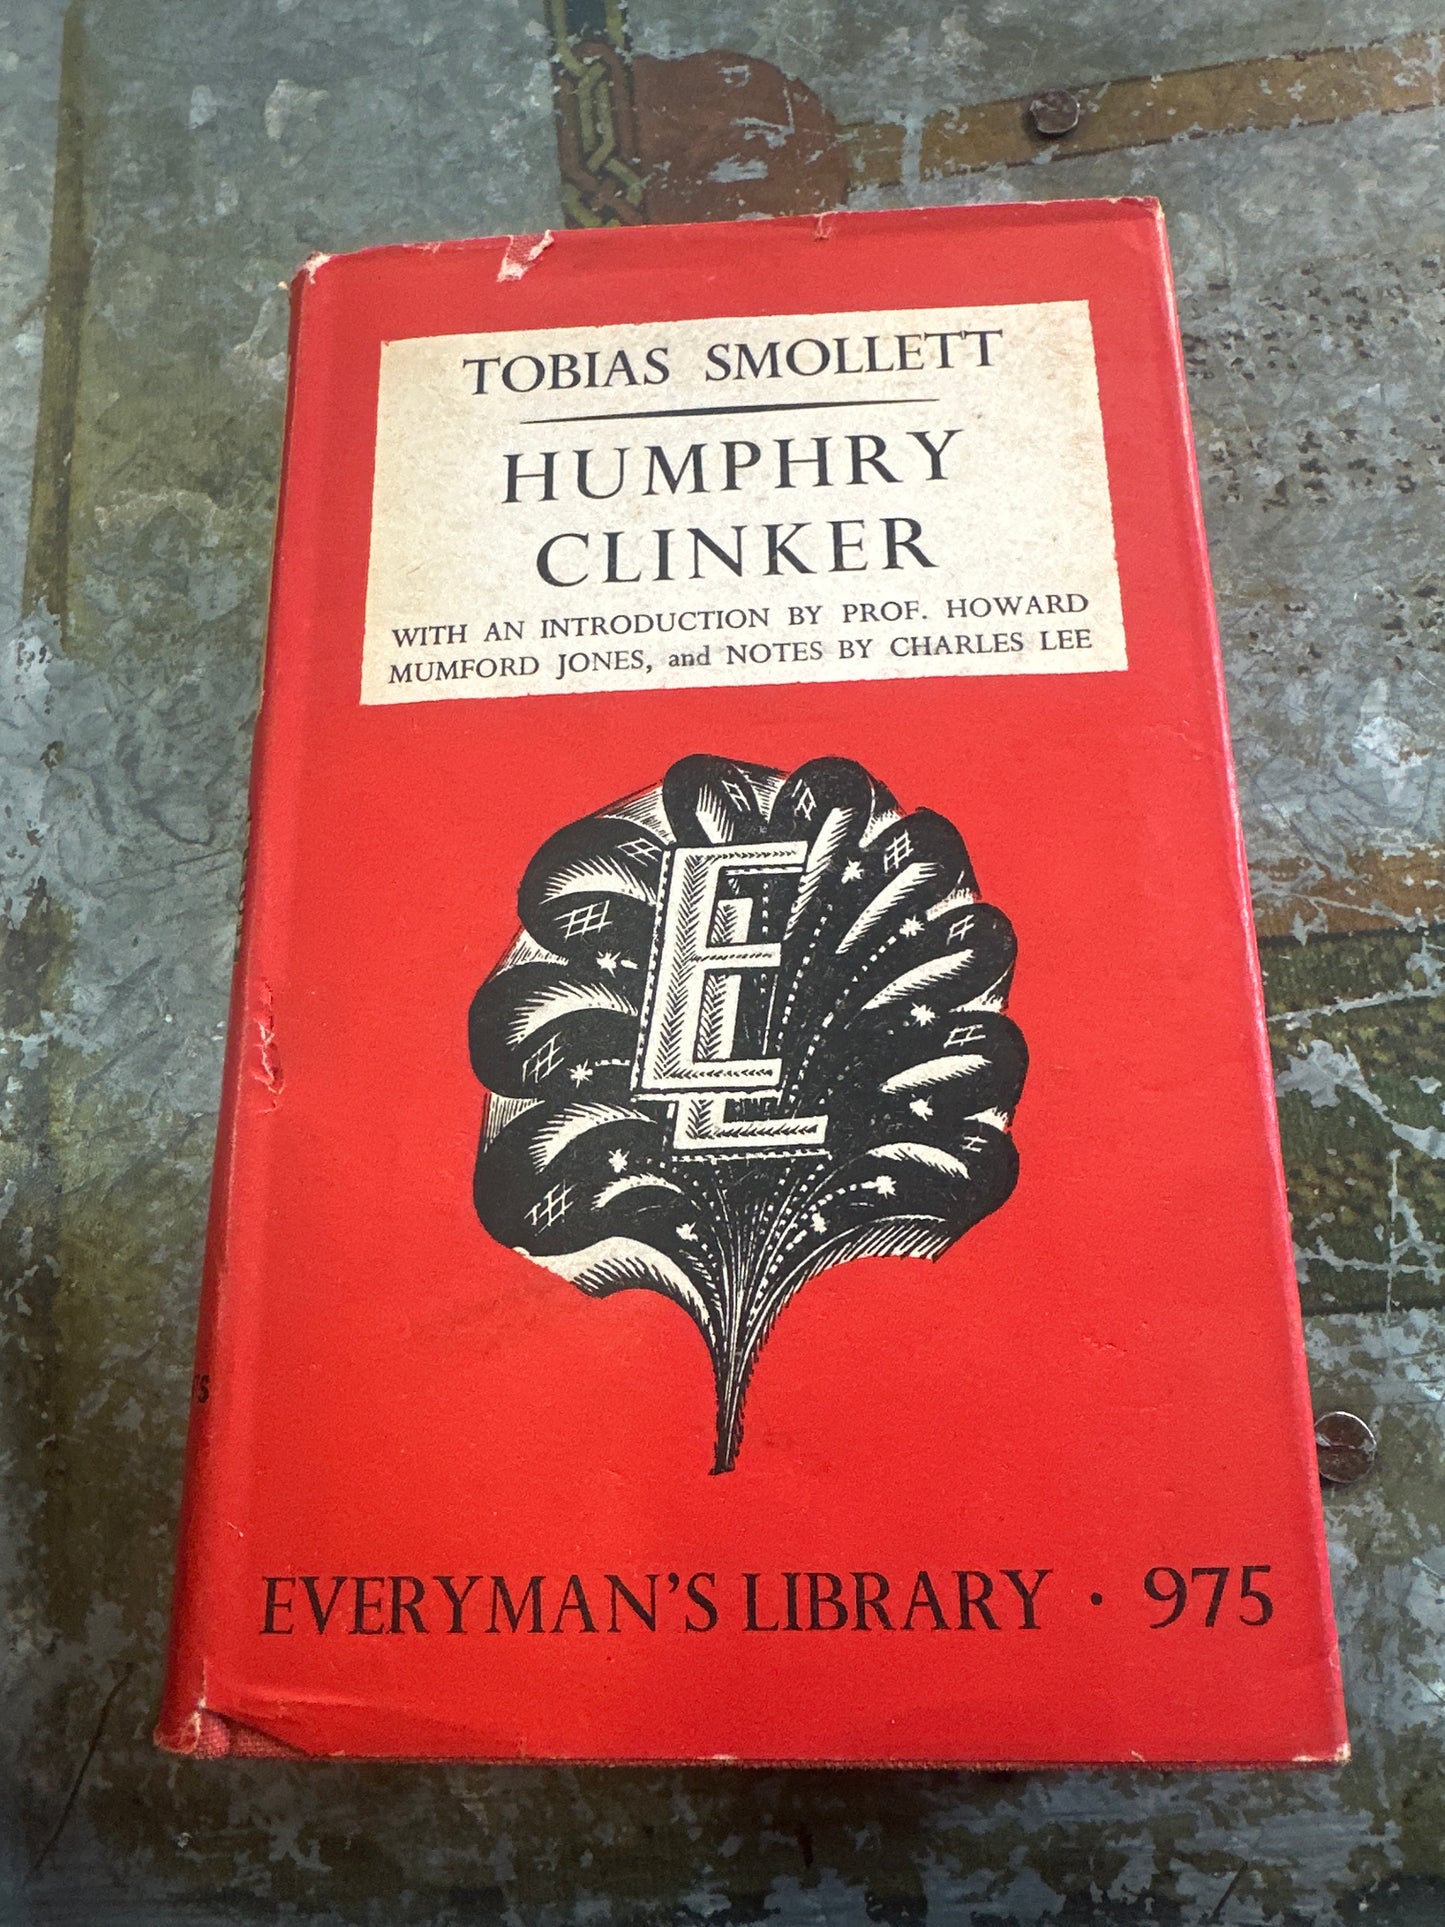 TOBIAS SMOLLETT
HUMPHRY
CLINKER
WITH AN INTRODUCTION BY PROF. HOWARD
MUMFORD JONES, and NOTES BY CHARLES LEE
E
E
L
EVERYMAN'S LIBRARY · 975